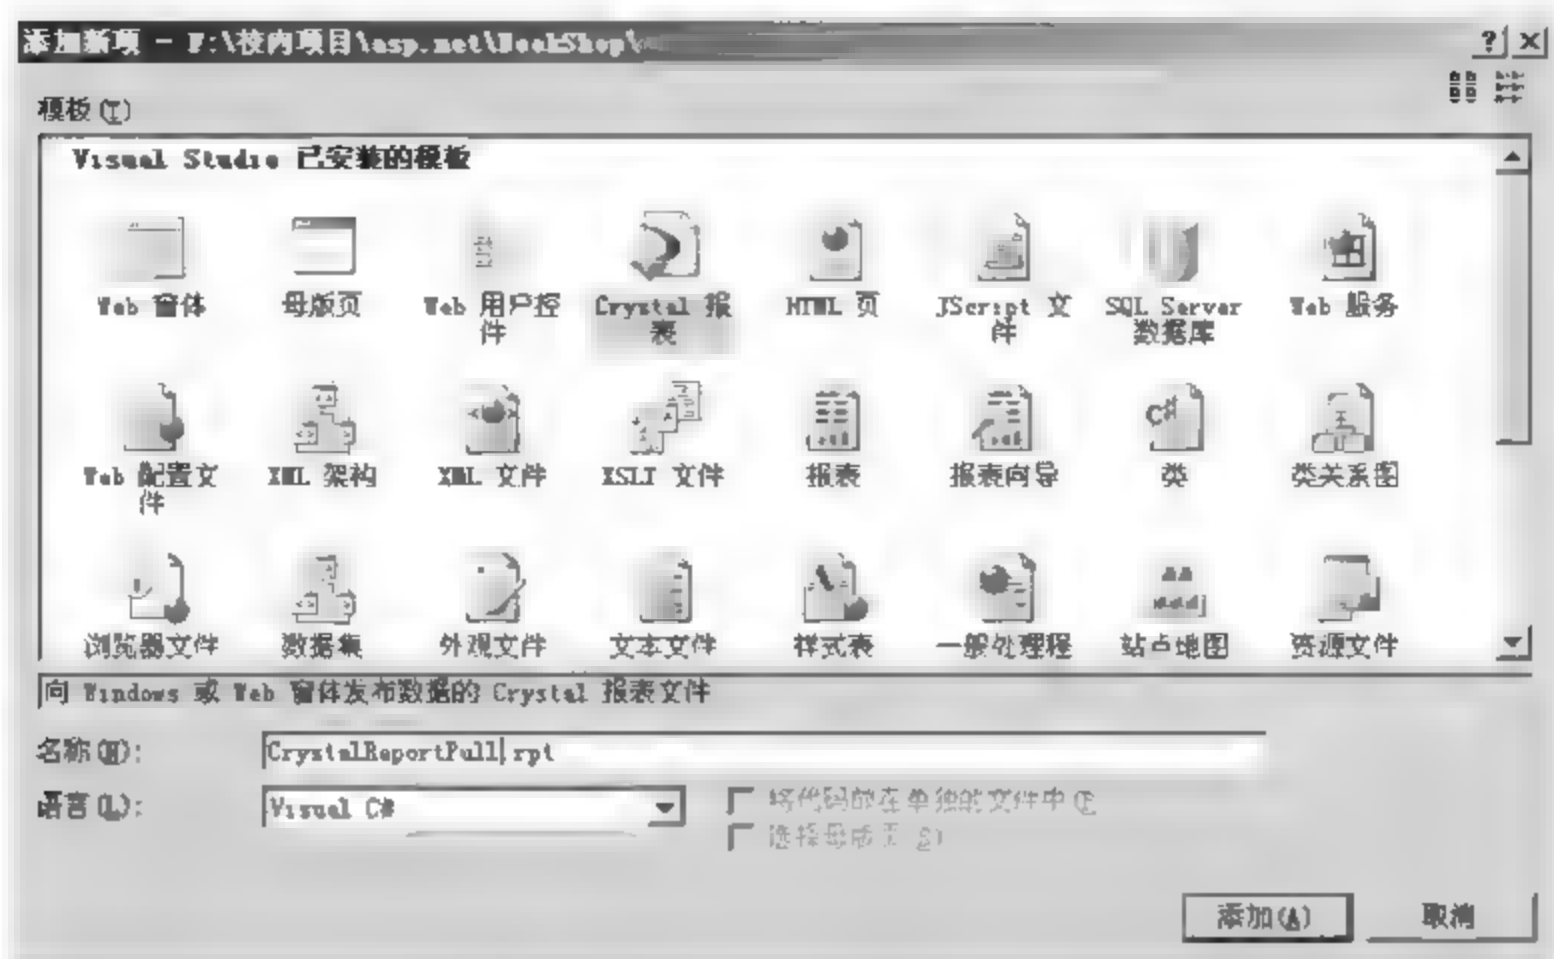 添加新项 - F:\校内项目\asp.net\BookShop\
模板(T)
Visual Studio 已安装的模板
Web 窗体 母版页 Web 用户控件 Crystal 报表 HTML 页 JScript 文件 SQL Server 数据库 Web 服务
Web 配置文件 XML 架构 XML 文件 XSLT 文件 报表 报表向导 类 类关系图
浏览器文件 数据集 外观文件 文本文件 样式表 一般处理程 站点地图 资源文件
向 Windows 或 Web 窗体发布数据的 Crystal 报表文件
名称(N): CrystalReportPull.rpt
语言(L): Visual C# 将代码放在单独的文件中
选择母版页(S)
添加(A) 取消